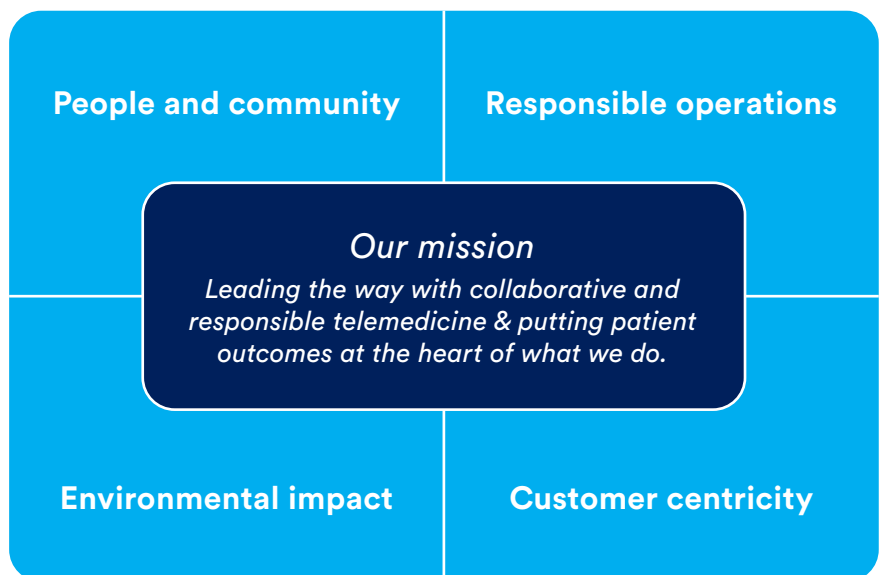 People and community
Responsible operations
Our mission
Leading the way with collaborative and
responsible telemedicine & putting patient
outcomes at the heart of what we do.
Environmental impact
Customer centricity